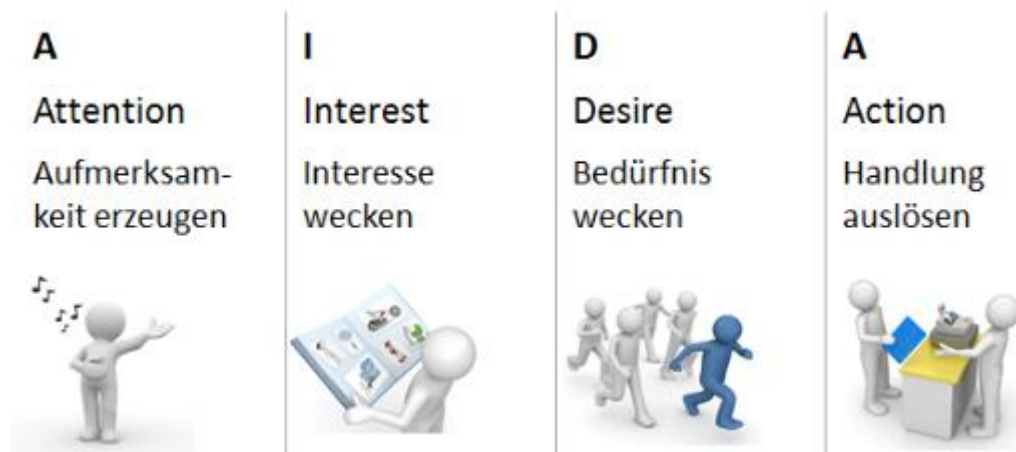 A
Attention
Aufmerksam-
keit erzeugen
I
Interest
Interesse
wecken
D
Desire
Bedürfnis
wecken
A
Action
Handlung
auslösen